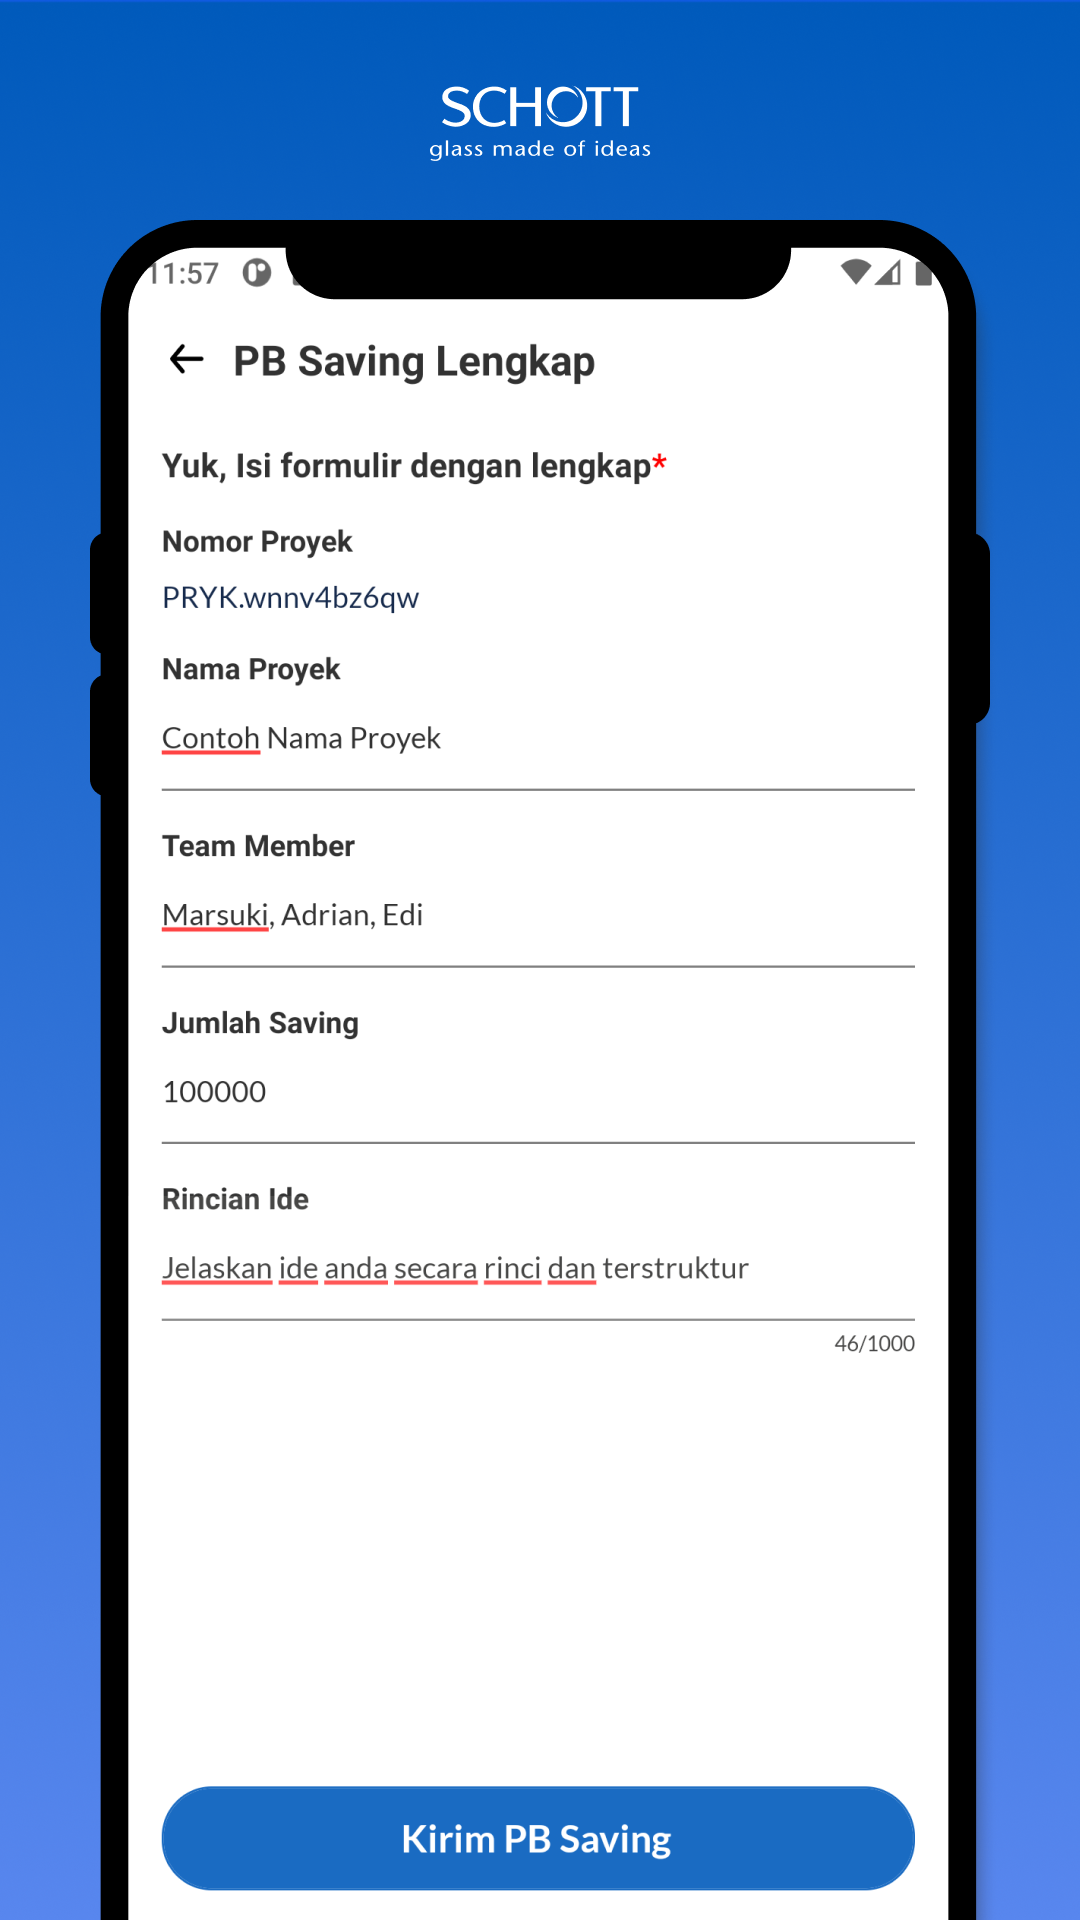 SCHOTT
glass made of ideas
11:57
PB Saving Lengkap
Yuk, Isi formulir dengan lengkap*
Nomor Proyek
PRYK.wnnv4bz6qw
Nama Proyek
Contoh Nama Proyek
Team Member
Marsuki, Adrian, Edi
Jumlah Saving
100000
Rincian Ide
Jelaskan ide anda secara rinci dan terstruktur
46/1000
Kirim PB Saving